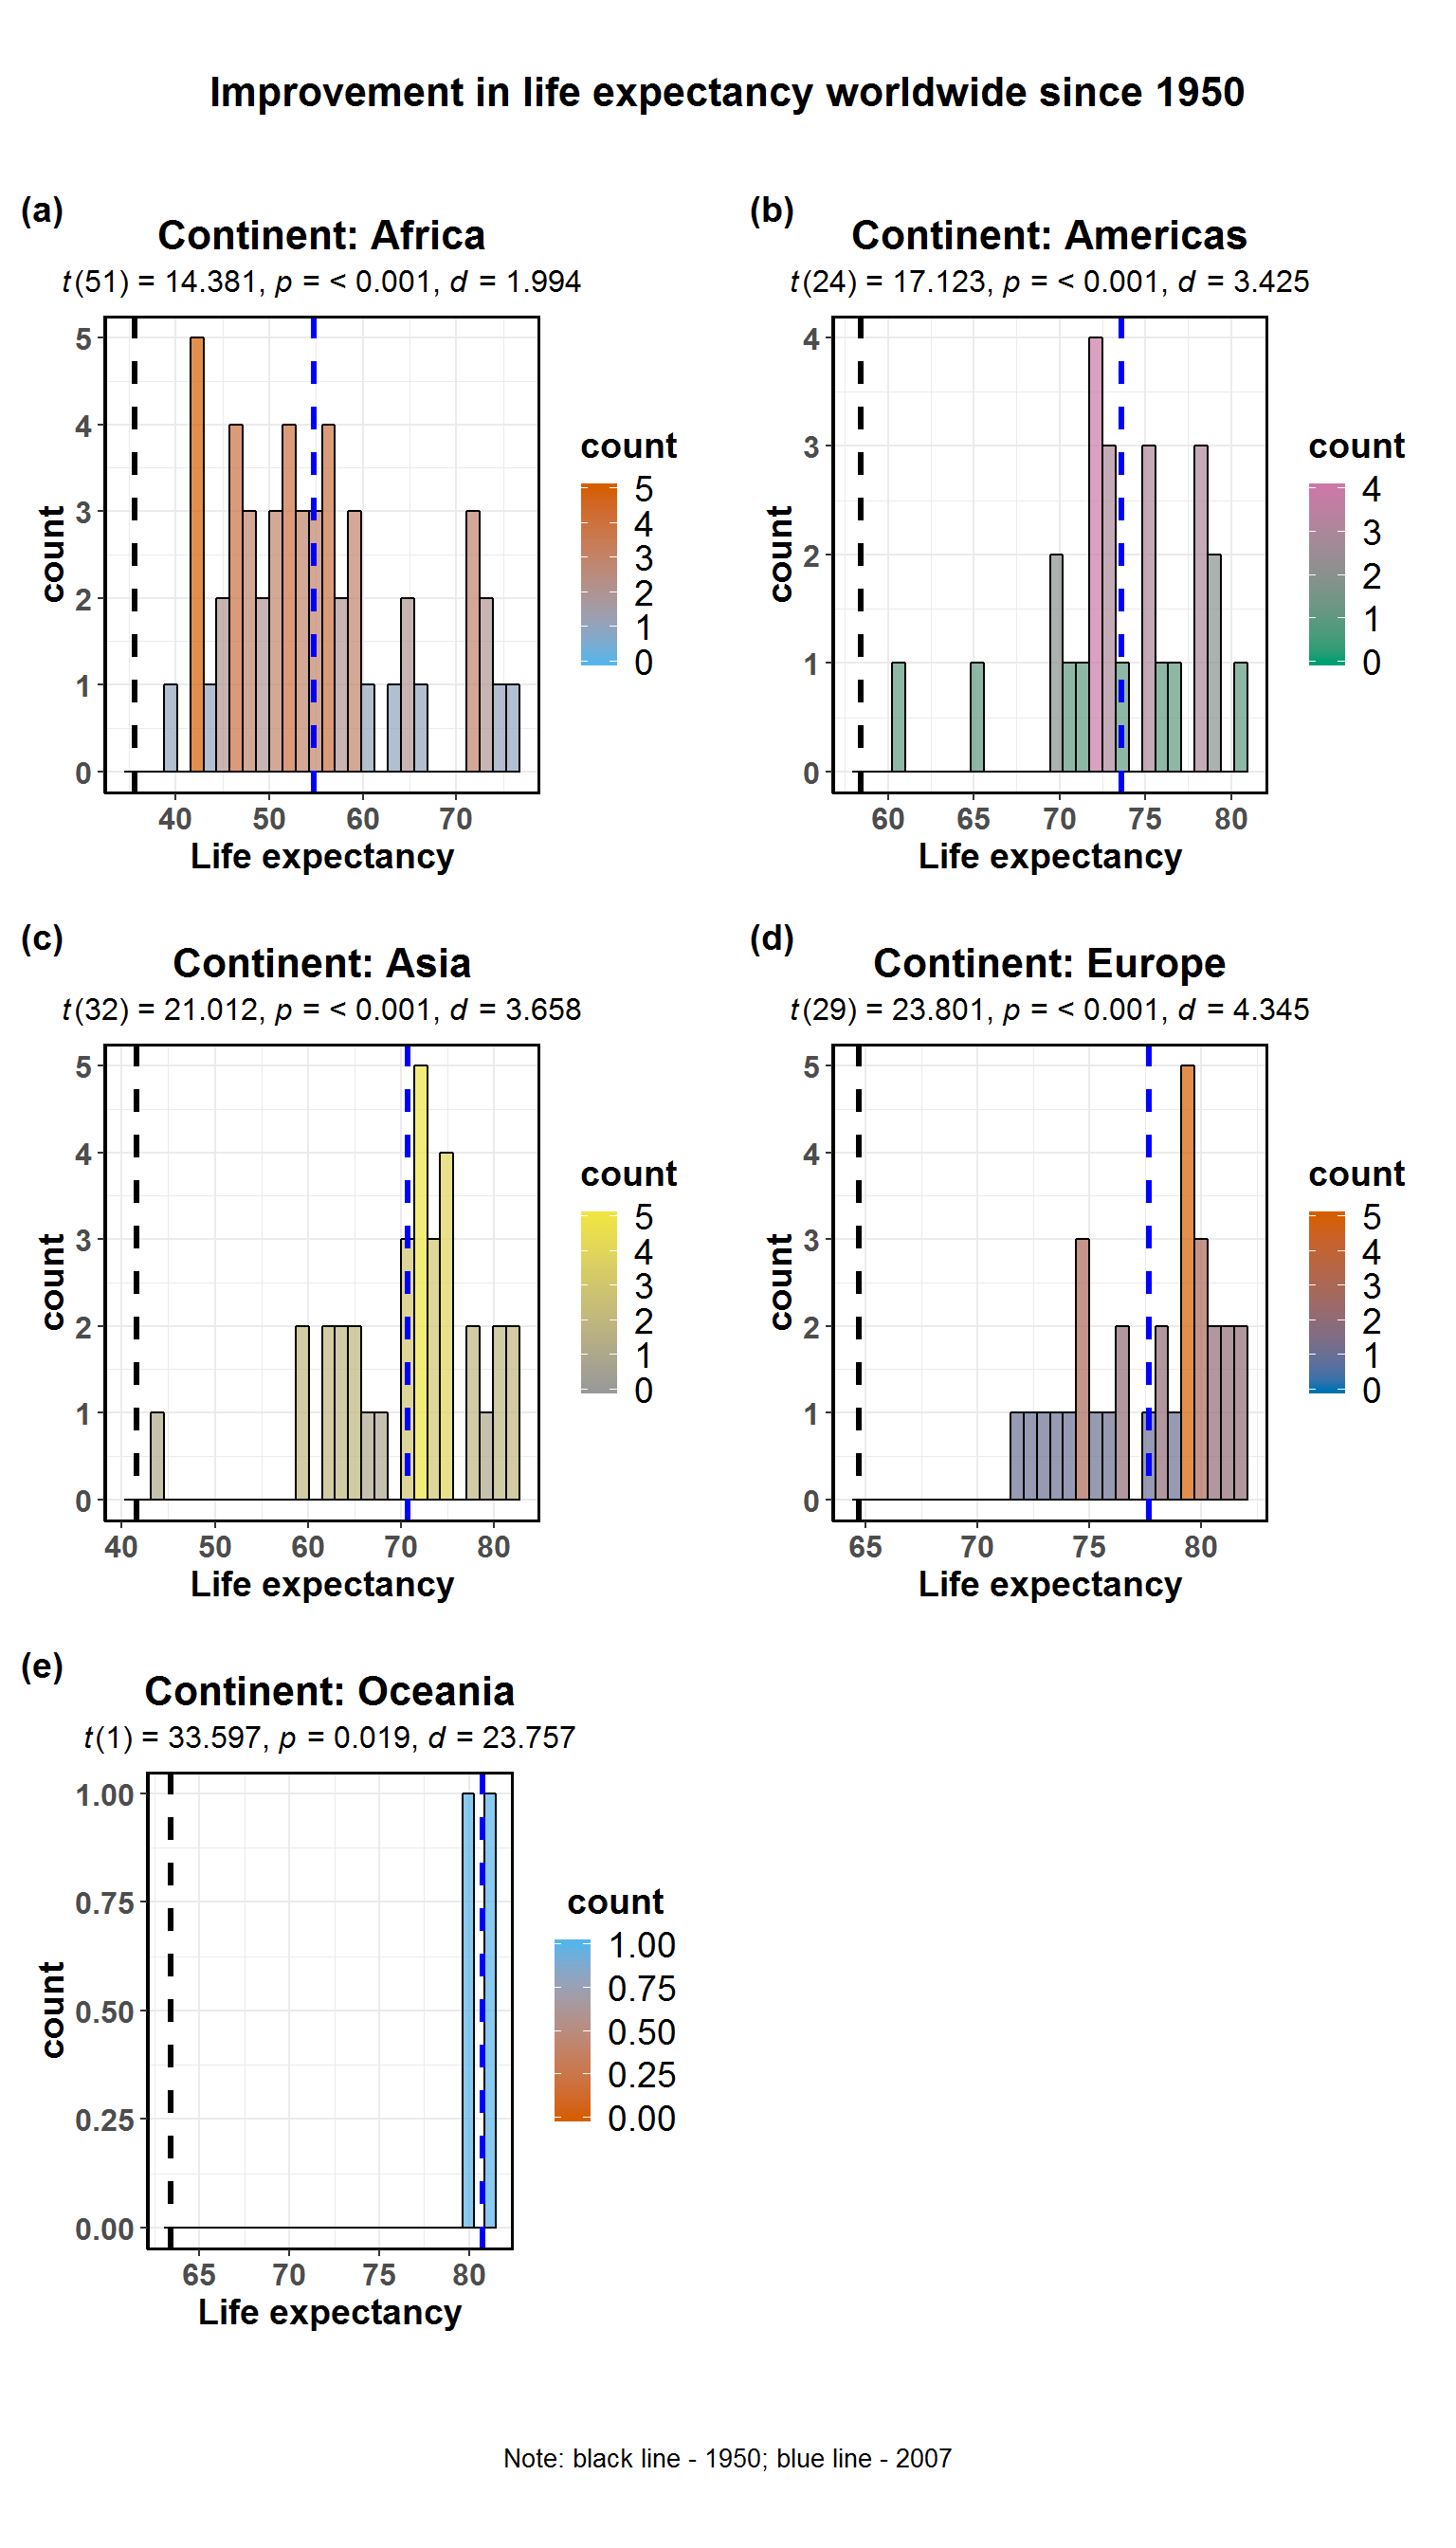 Improvement in life expectancy worldwide since 1950
(a)
Continent: Africa
t(51) = 14.381, p = < 0.001, d = 1.994
count
5
4
3
2
1
0
40 50 60 70
Life expectancy
count
5
4
3
2
1
0
(b)
Continent: Americas
t(24) = 17.123, p = < 0.001, d = 3.425
count
4
3
2
1
0
60 65 70 75 80
Life expectancy
count
4
3
2
1
0
(c)
Continent: Asia
t(32) = 21.012, p = < 0.001, d = 3.658
count
5
4
3
2
1
0
40 50 60 70 80
Life expectancy
count
5
4
3
2
1
0
(d)
Continent: Europe
t(29) = 23.801, p = < 0.001, d = 4.345
count
5
4
3
2
1
0
65 70 75 80
Life expectancy
count
5
4
3
2
1
0
(e)
Continent: Oceania
t(1) = 33.597, p = 0.019, d = 23.757
count
1.00
0.75
0.50
0.25
0.00
65 70 75 80
Life expectancy
count
1.00
0.75
0.50
0.25
0.00
Note: black line - 1950; blue line - 2007